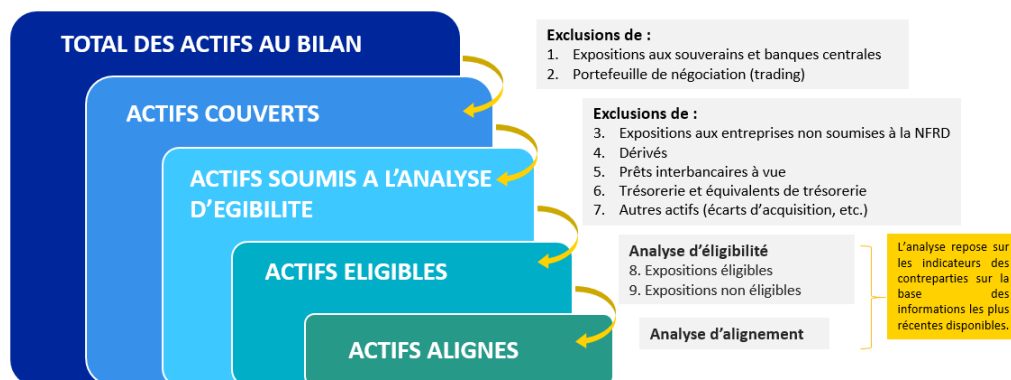 TOTAL DES ACTIFS AU BILAN
Exclusions de :
1. Expositions aux souverains et banques centrales
2. Portefeuille de négociation (trading)
ACTIFS COUVERTS
Exclusions de :
3. Expositions aux entreprises non soumises à la NFRD
4. Dérivés
5. Prêts interbancaires à vue
6. Trésorerie et équivalents de trésorerie
7. Autres actifs (écarts d'acquisition, etc.)
ACTIFS SOUMIS A L'ANALYSE
D'EGIBILITE
Analyse d'éligibilité
8. Expositions éligibles
9. Expositions non éligibles
L'analyse repose sur
les indicateurs des
contreparties sur la
base des
informations les plus
récentes disponibles.
ACTIFS ELIGIBLES
Analyse d'alignement
ACTIFS ALIGNES